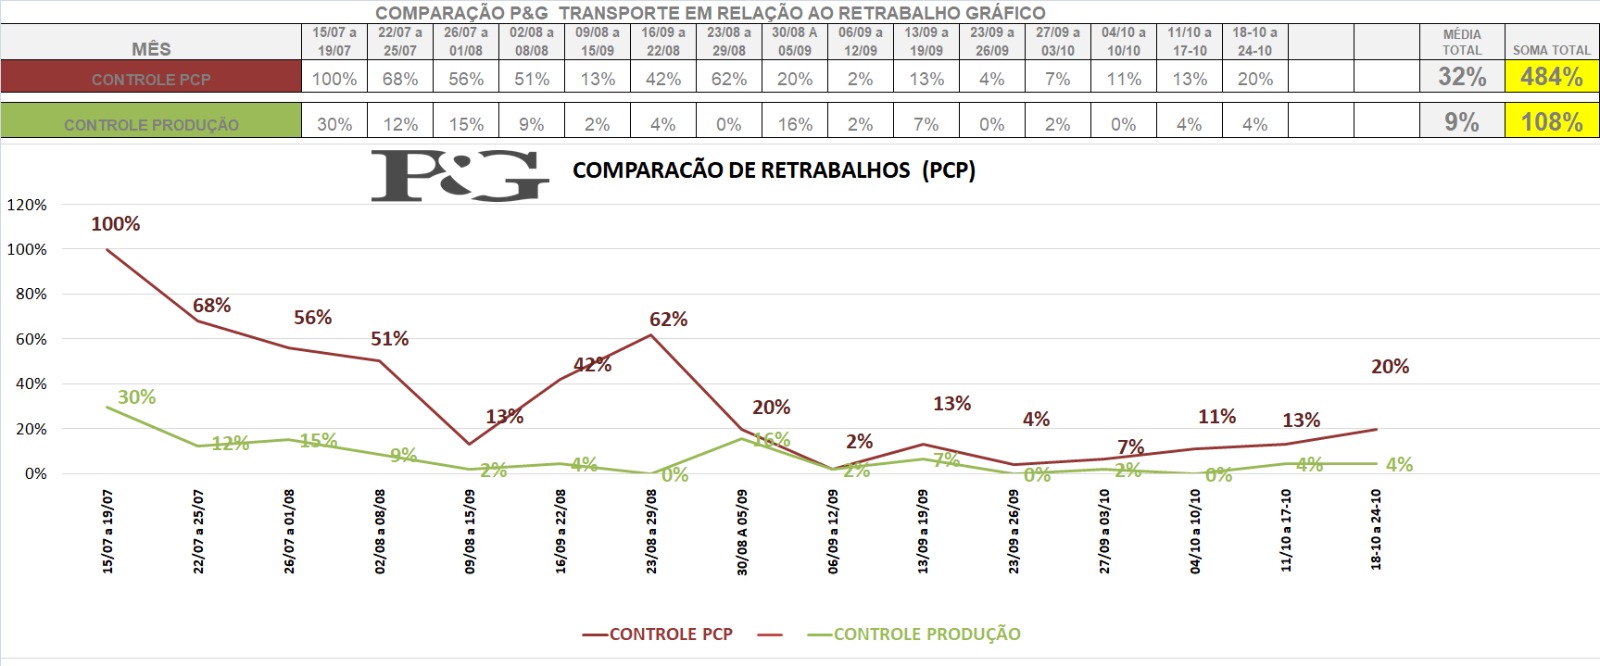 COMPARAÇÃO P&G TRANSPORTE EM RELAÇÃO AO RETRABALHO GRÁFICO
MÊS 15/07 a 19/07 22/07 a 25/07 26/07 a 01/08 02/08 a 08/08 09/08 a 15/09 16/09 a 22/08 23/08 a 29/08 30/08 A 05/09 06/09 a 12/09 13/09 a 19/09 23/09 a 26/09 27/09 a 03/10 04/10 a 10/10 11/10 a 17-10 18-10 a 24-10 MÉDIA TOTAL SOMA TOTAL
CONTROLE PCP 100% 68% 56% 51% 13% 42% 62% 20% 2% 13% 4% 7% 11% 13% 20% 32% 484%
CONTROLE PRODUÇÃO 30% 12% 15% 9% 2% 4% 0% 16% 2% 7% 0% 2% 0% 4% 4% 9% 108%
P&G COMPARACÃO DE RETRABALHOS (PCP)
120%
100%
80%
60%
40%
20%
0%
100% 68% 56% 51% 13% 42% 62% 20% 2% 13% 4% 7% 11% 13% 20%
30% 12% 15% 9% 2% 4% 0% 16% 2% 7% 0% 2% 0% 4% 4%
15/07 a 19/07
22/07 a 25/07
26/07 a 01/08
02/08 a 08/08
09/08 a 15/09
16/09 a 22/08
23/08 a 29/08
30/08 A 05/09
06/09 a 12/09
13/09 a 19/09
23/09 a 26/09
27/09 a 03/10
04/10 a 10/10
11/10 a 17-10
18-10 a 24-10
CONTROLE PCP CONTROLE PRODUÇÃO